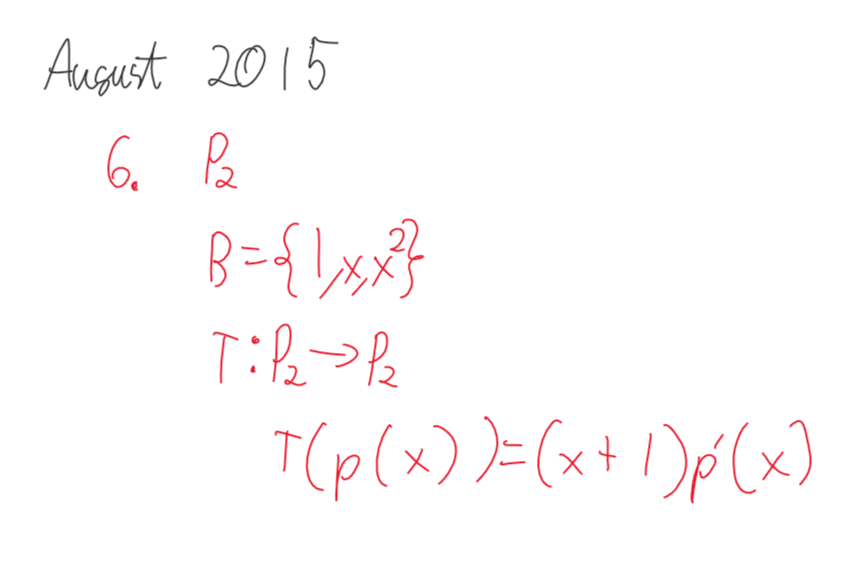 August 2015
6. P₂
B={1,x,x²}
T:P₂→P₂
T(p(x))=(x+1)p′(x)